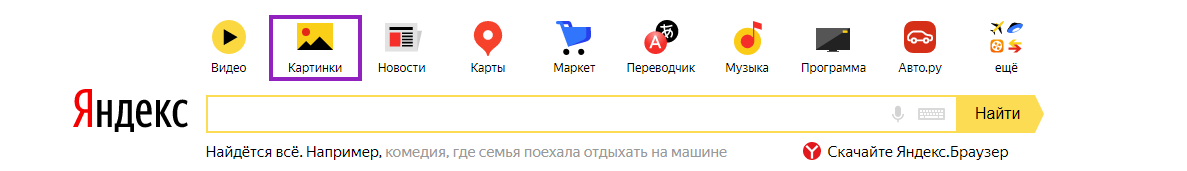 Видео Картинки Новости Карты Маркет Переводчик Музыка Программа Авто.ру ещё
Яндекс Найти
Найдётся всё. Например, комедия, где семья поехала отдыхать на машине Скачайте Яндекс.Браузер